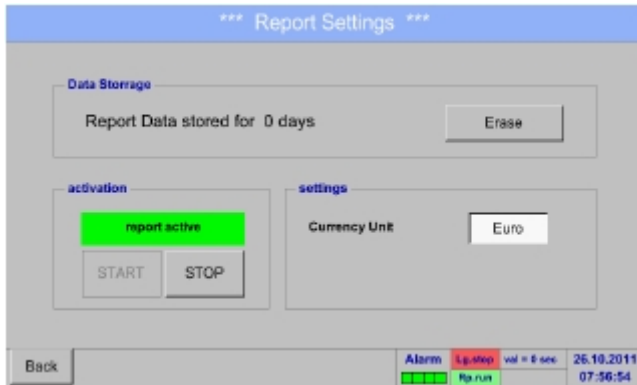 *** Report Settings ***
Data Storrage
Report Data stored for 0 days
Erase
activation
settings
report active
Currency Unit
Euro
START
STOP
Back
Alarm
Lg.stop
val = 0 sec
26.10.2011
Rp.run
07:56:54